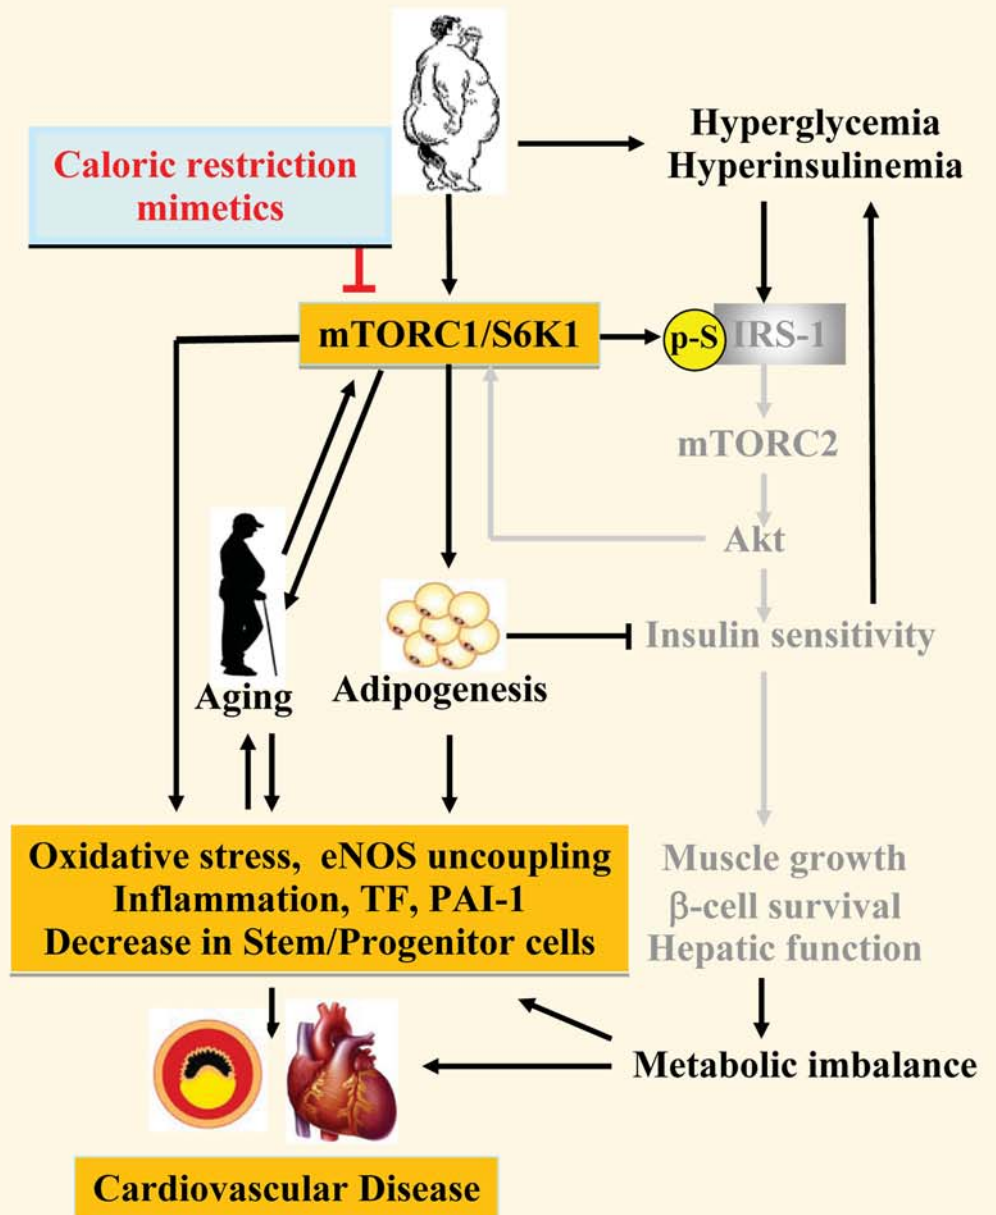 Caloric restriction
mimetics
Hyperglycemia
Hyperinsulinemia
mTORC1/S6K1
p-S
IRS-1
mTORC2
Akt
Insulin sensitivity
Aging
Adipogenesis
Oxidative stress, eNOS uncoupling
Inflammation, TF, PAI-1
Decrease in Stem/Progenitor cells
Muscle growth
β-cell survival
Hepatic function
Metabolic imbalance
Cardiovascular Disease